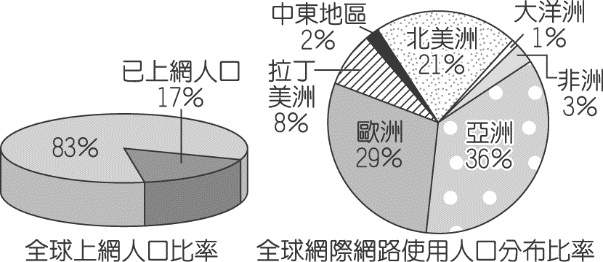 已上網人口
17%
83%
全球上網人口比率
中東地區
2%
拉丁
美洲
8%
北美洲
21%
大洋洲
1%
非洲
3%
歐洲
29%
亞洲
36%
全球網際網路使用人口分布比率